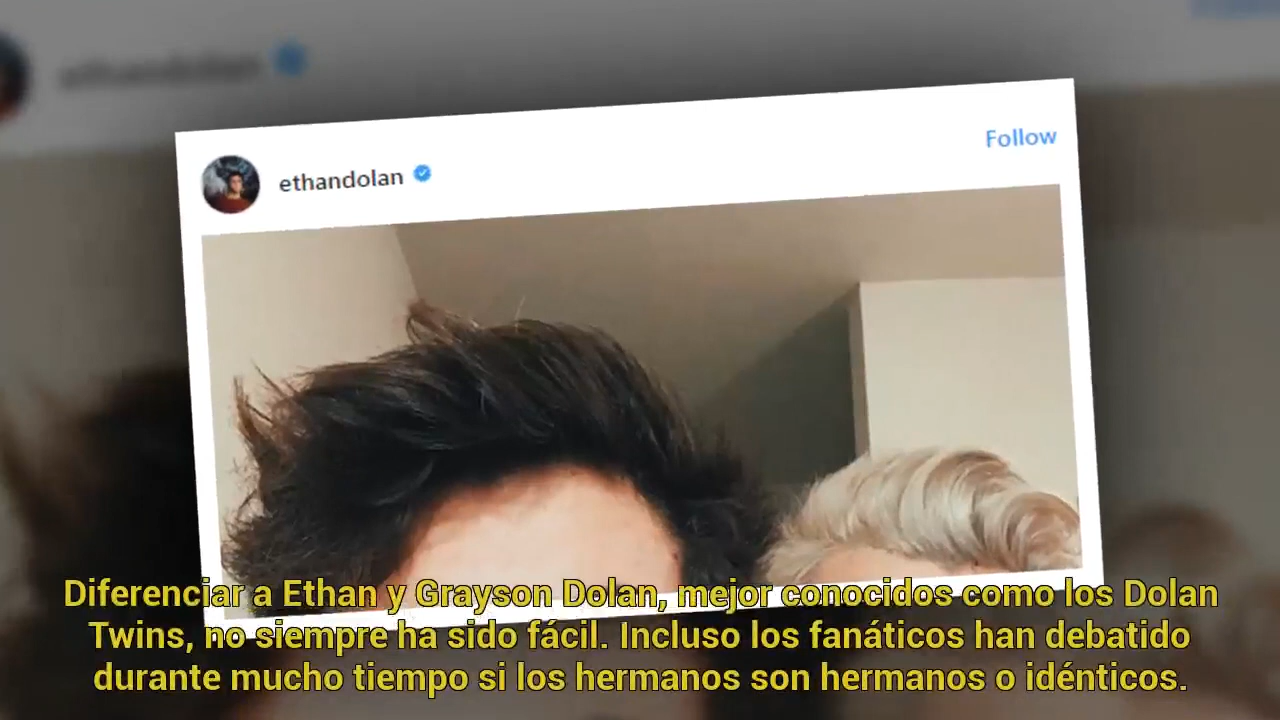 ethandolan
Follow
Diferenciar a Ethan y Grayson Dolan, mejor conocidos como los Dolan
Twins, no siempre ha sido fácil. Incluso los fanáticos han debatido
durante mucho tiempo si los hermanos son hermanos o idénticos.